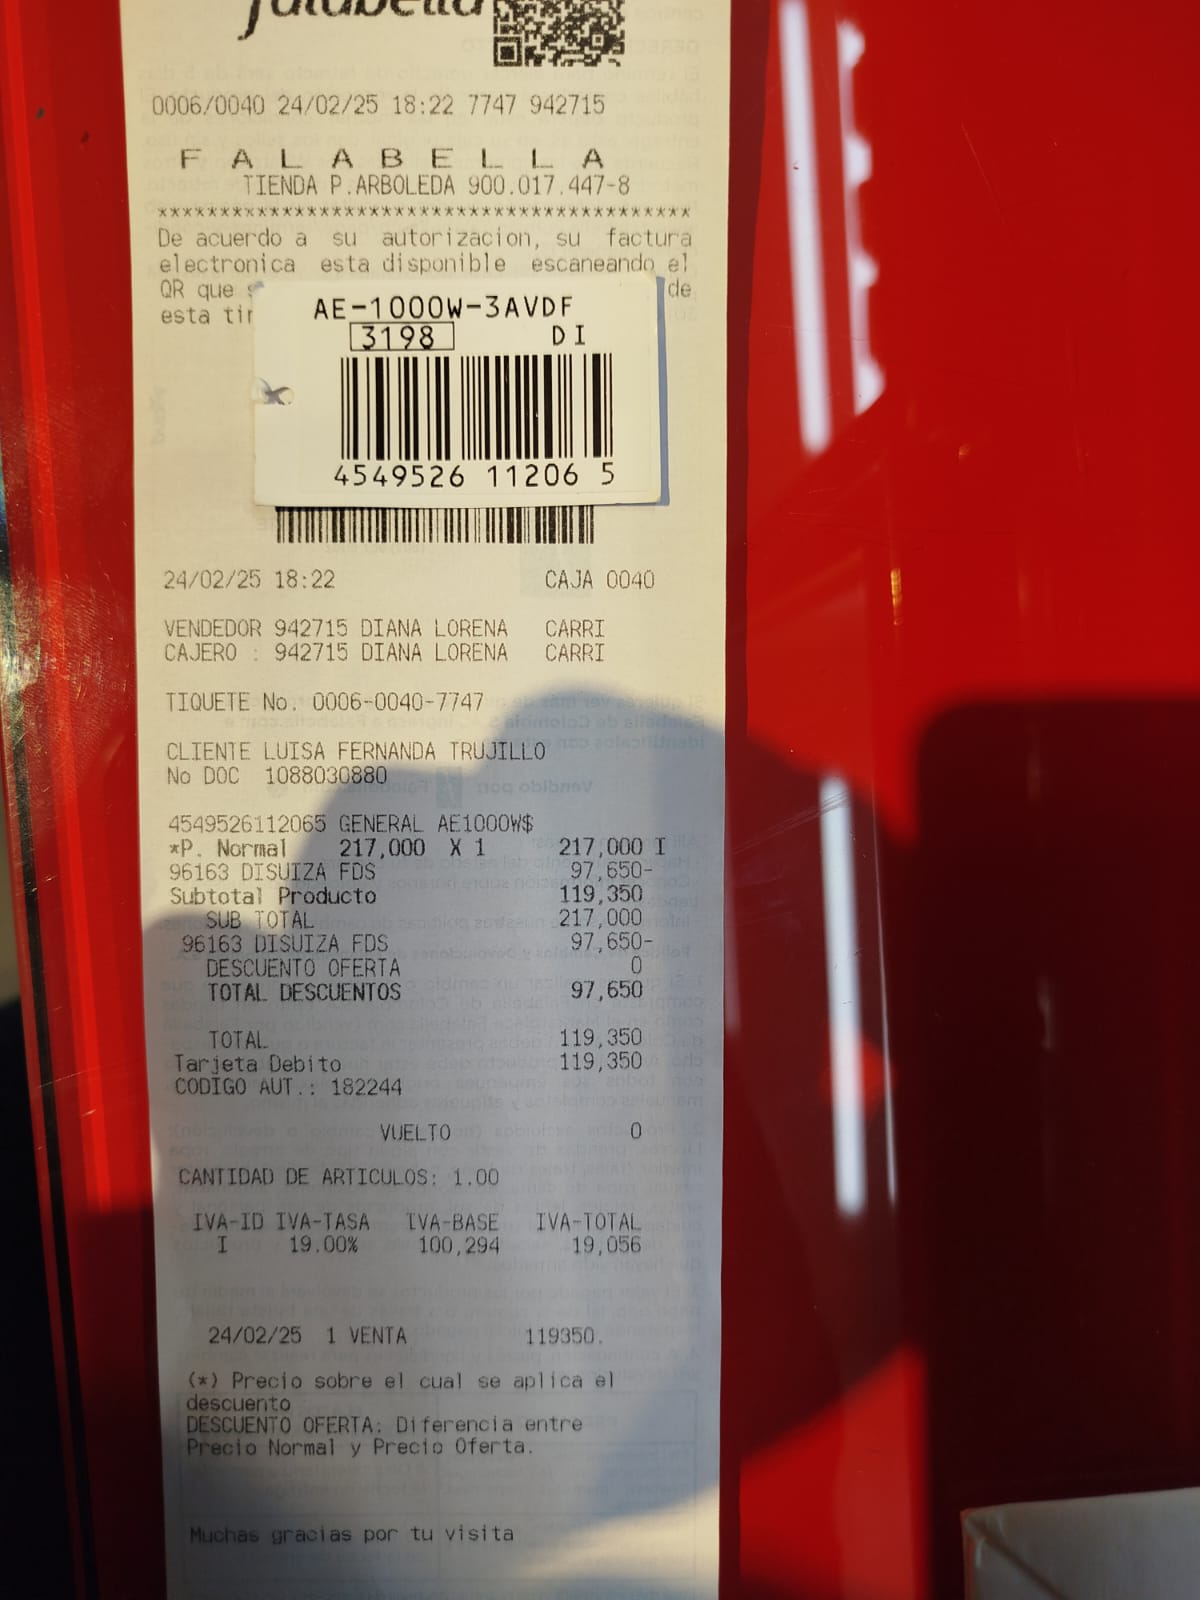 falabella
0006/0040 24/02/25 18:22 7747 942715
F A L A B E L L A
TIENDA P.ARBOLEDA 900.017.447-8
********************************************
De acuerdo a su autorizacion, su factura
electronica esta disponible escaneando el
QR que de
esta
AE-1000W-3AVDF
3198 DI
4549526 11206 5
24/02/25 18:22 CAJA 0040
VENDEDOR 942715 DIANA LORENA CARRI
CAJERO : 942715 DIANA LORENA CARRI
TIQUETE No. 0006-0040-7747
CLIENTE LUISA FERNANDA TRUJILLO
No DOC 1088030880
4549526112065 GENERAL AE1000W$
*P. Normal 217,000 X 1 217,000 I
96163 DISUIZA FDS 97,650-
Subtotal Producto 119,350
SUB TOTAL 217,000
96163 DISUIZA FDS 97,650-
DESCUENTO OFERTA 0
TOTAL DESCUENTOS 97,650
TOTAL 119,350
Tarjeta Debito 119,350
CODIGO AUT.: 182244
VUELTO 0
CANTIDAD DE ARTICULOS: 1.00
IVA-ID IVA-TASA IVA-BASE IVA-TOTAL
I 19.00% 100,294 19,056
24/02/25 1 VENTA 119350.
(*) Precio sobre el cual se aplica el
descuento
DESCUENTO OFERTA: Diferencia entre
Precio Normal y Precio Oferta.
Muchas gracias por tu visita